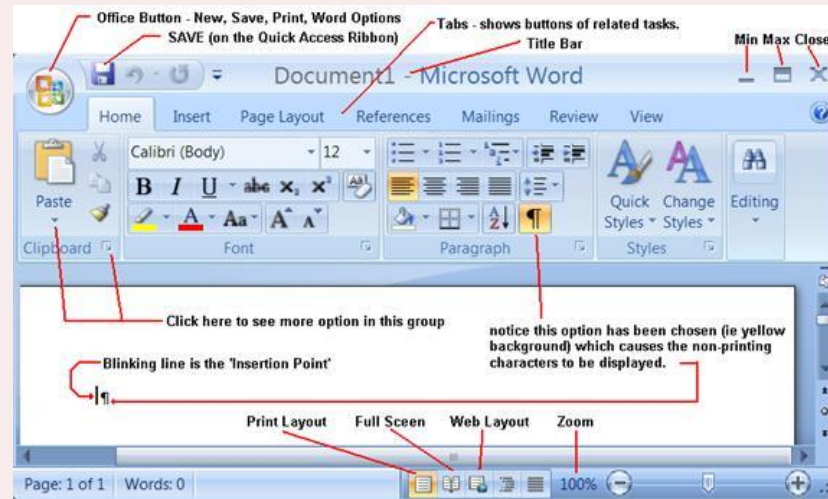 Office Button - New, Save, Print, Word Options
Tabs - shows buttons of related tasks.
SAVE (on the Quick Access Ribbon)
Title Bar
Min Max Close
Document1 - Microsoft Word
Home Insert Page Layout References Mailings Review View
Calibri (Body) 12
B I U abc x₂ x² Aa
A Aa A A
A Z
¶
Paste
Quick Styles
Change Styles
Editing
Clipboard Font Paragraph Styles
Click here to see more option in this group
notice this option has been chosen (ie yellow
background) which causes the non-printing
characters to be displayed.
Blinking line is the 'Insertion Point'
¶
Print Layout Full Sceen Web Layout Zoom
Page: 1 of 1 Words: 0 100%